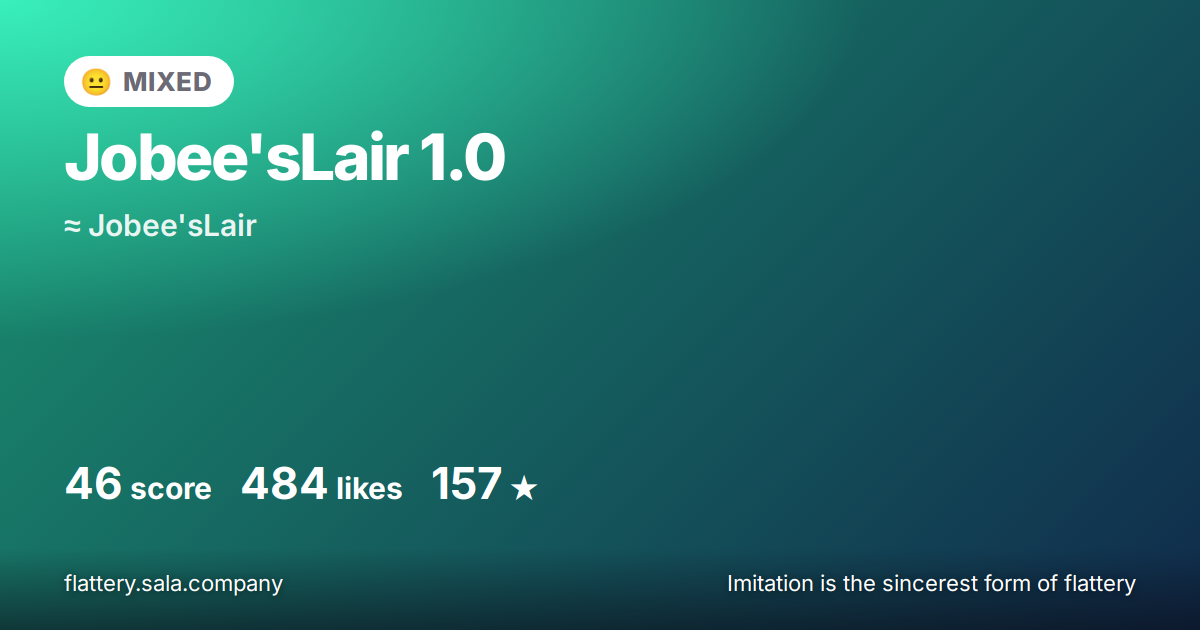 😐 MIXED
Jobee'sLair 1.0
≈ Jobee'sLair
46 score 484 likes 157 ★
flattery.sala.company
Imitation is the sincerest form of flattery